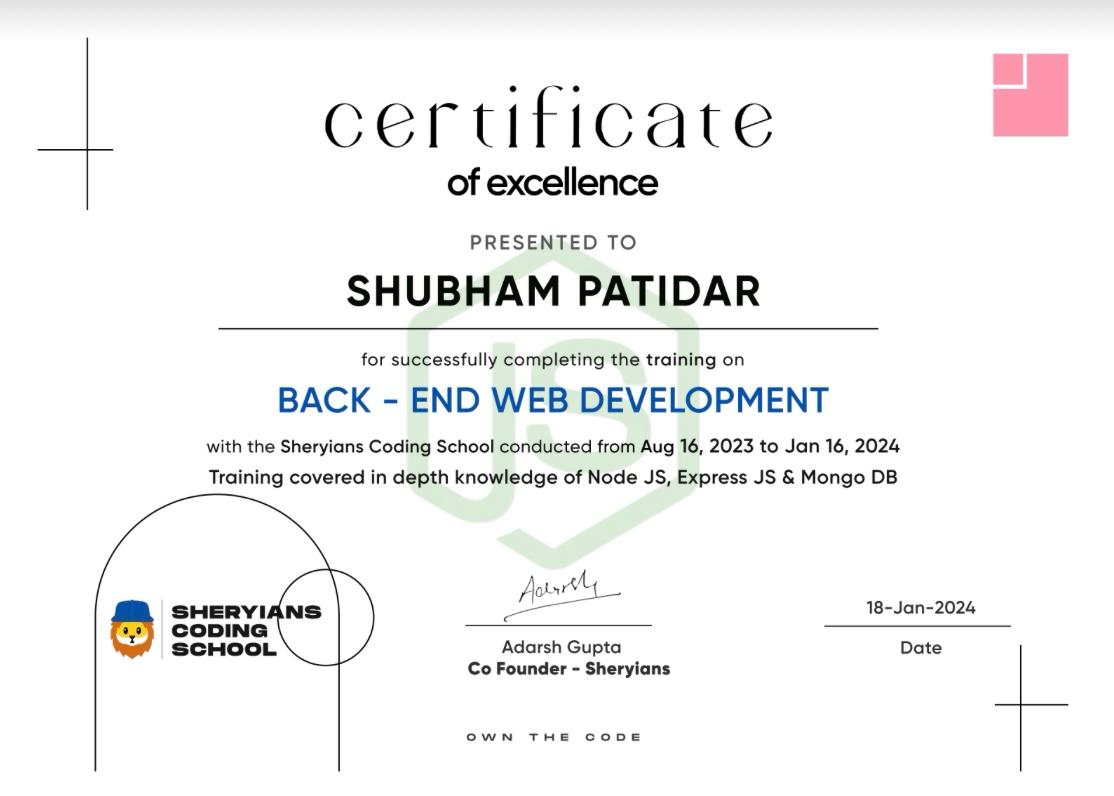 certificate
of excellence
PRESENTED TO
SHUBHAM PATIDAR
for successfully completing the training on
BACK - END WEB DEVELOPMENT
with the Sheryians Coding School conducted from Aug 16, 2023 to Jan 16, 2024
Training covered in depth knowledge of Node JS, Express JS & Mongo DB
JS
SHERYIANS
CODING
SCHOOL
Adarsh
Adarsh Gupta
Co Founder - Sheryians
18-Jan-2024
Date
OWN THE CODE